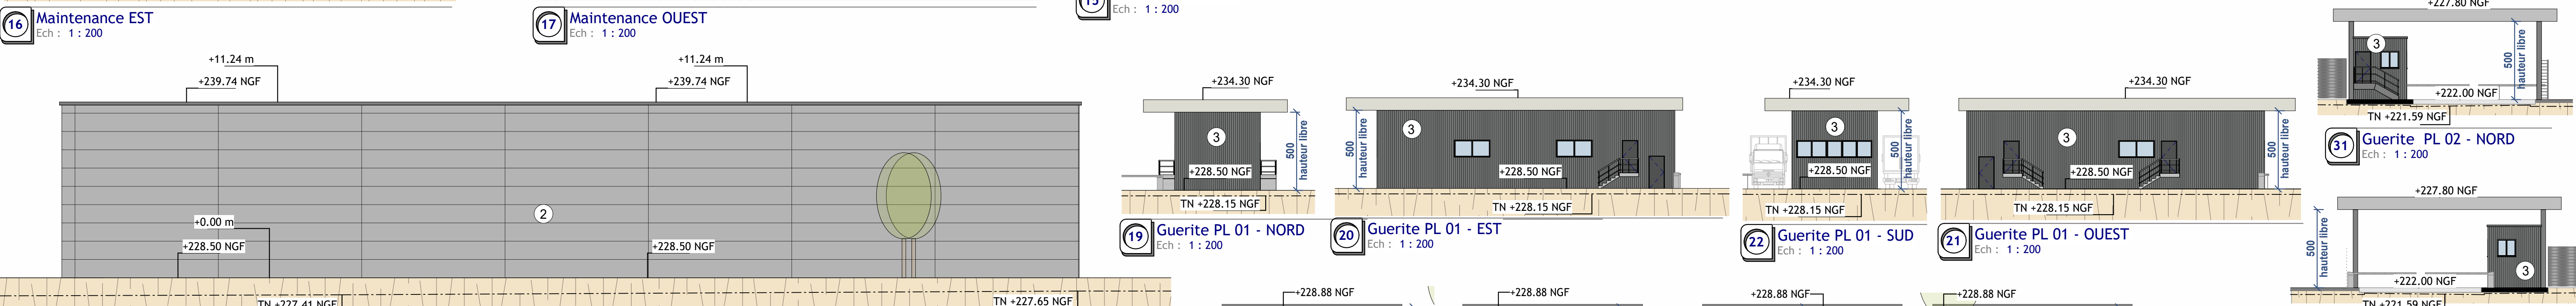 16 Maintenance EST
Ech : 1 : 200
17 Maintenance OUEST
Ech : 1 : 200
15
Ech : 1 : 200
+11.24 m
+239.74 NGF
+11.24 m
+239.74 NGF
2
+0.00 m
+228.50 NGF
+228.50 NGF
TN +227.41 NGF
TN +227.65 NGF
+234.30 NGF
3
500
hauteur libre
+228.50 NGF
TN +228.15 NGF
19 Guerite PL 01 - NORD
Ech : 1 : 200
+234.30 NGF
500
hauteur libre
3
+228.50 NGF
TN +228.15 NGF
20 Guerite PL 01 - EST
Ech : 1 : 200
+234.30 NGF
3
500
hauteur libre
+228.50 NGF
TN +228.15 NGF
22 Guerite PL 01 - SUD
Ech : 1 : 200
+234.30 NGF
3
500
hauteur libre
+228.50 NGF
TN +228.15 NGF
21 Guerite PL 01 - OUEST
Ech : 1 : 200
+227.80 NGF
3
500
hauteur libre
+222.00 NGF
TN +221.59 NGF
31 Guerite PL 02 - NORD
Ech : 1 : 200
+227.80 NGF
500
hauteur libre
3
+222.00 NGF
TN +221.59 NGF
+228.88 NGF
+228.88 NGF
+228.88 NGF
+228.88 NGF